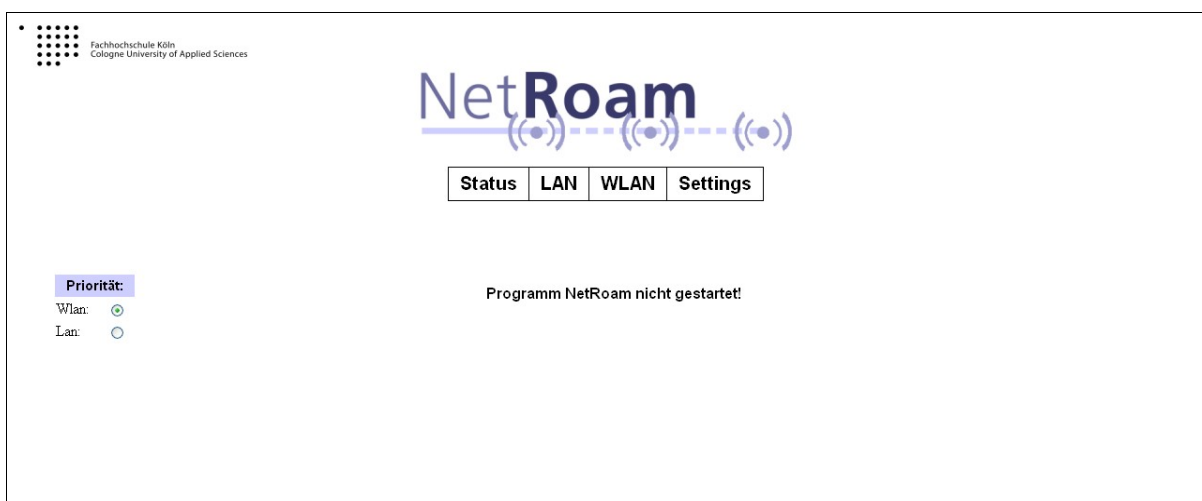 Fachhochschule Köln
Cologne University of Applied Sciences
NetRoam
Status LAN WLAN Settings
Priorität:
Wlan:
Lan:
Programm NetRoam nicht gestartet!